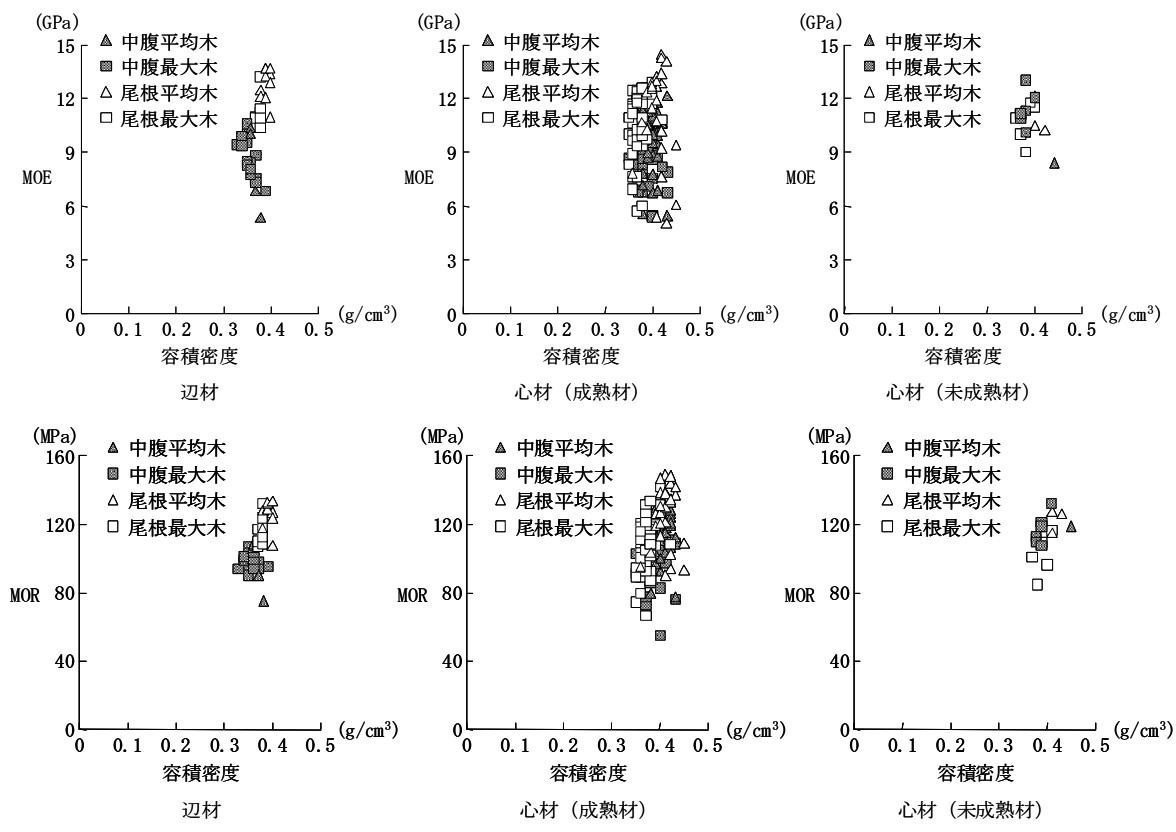 (GPa)
15
12
9
6
3
0
MOE
▲ 中腹平均木
■ 中腹最大木
△ 尾根平均木
□ 尾根最大木
0 0.1 0.2 0.3 0.4 0.5
(g/cm³)
容積密度
辺材
(GPa)
15
12
9
6
3
0
MOE
▲ 中腹平均木
■ 中腹最大木
△ 尾根平均木
□ 尾根最大木
0 0.1 0.2 0.3 0.4 0.5
(g/cm³)
容積密度
心材（成熟材）
(GPa)
15
12
9
6
3
0
MOE
▲ 中腹平均木
■ 中腹最大木
△ 尾根平均木
□ 尾根最大木
0 0.1 0.2 0.3 0.4 0.5
(g/cm³)
容積密度
心材（未成熟材）
(MPa)
160
120
80
40
0
MOR
▲ 中腹平均木
■ 中腹最大木
△ 尾根平均木
□ 尾根最大木
0 0.1 0.2 0.3 0.4 0.5
(g/cm³)
容積密度
辺材
(MPa)
160
120
80
40
0
MOR
▲ 中腹平均木
■ 中腹最大木
△ 尾根平均木
□ 尾根最大木
0 0.1 0.2 0.3 0.4 0.5
(g/cm³)
容積密度
心材（成熟材）
(MPa)
160
120
80
40
0
MOR
▲ 中腹平均木
■ 中腹最大木
△ 尾根平均木
□ 尾根最大木
0 0.1 0.2 0.3 0.4 0.5
(g/cm³)
容積密度
心材（未成熟材）